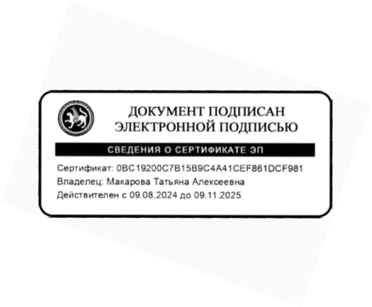 ДОКУМЕНТ ПОДПИСАН
ЭЛЕКТРОННОЙ ПОДПИСЬЮ
СВЕДЕНИЯ О СЕРТИФИКАТЕ ЭП
Сертификат: 0BC19200C7B15B9C4A41CEF861DCF981
Владелец: Макарова Татьяна Алексеевна
Действителен с 09.08.2024 до 09.11.2025